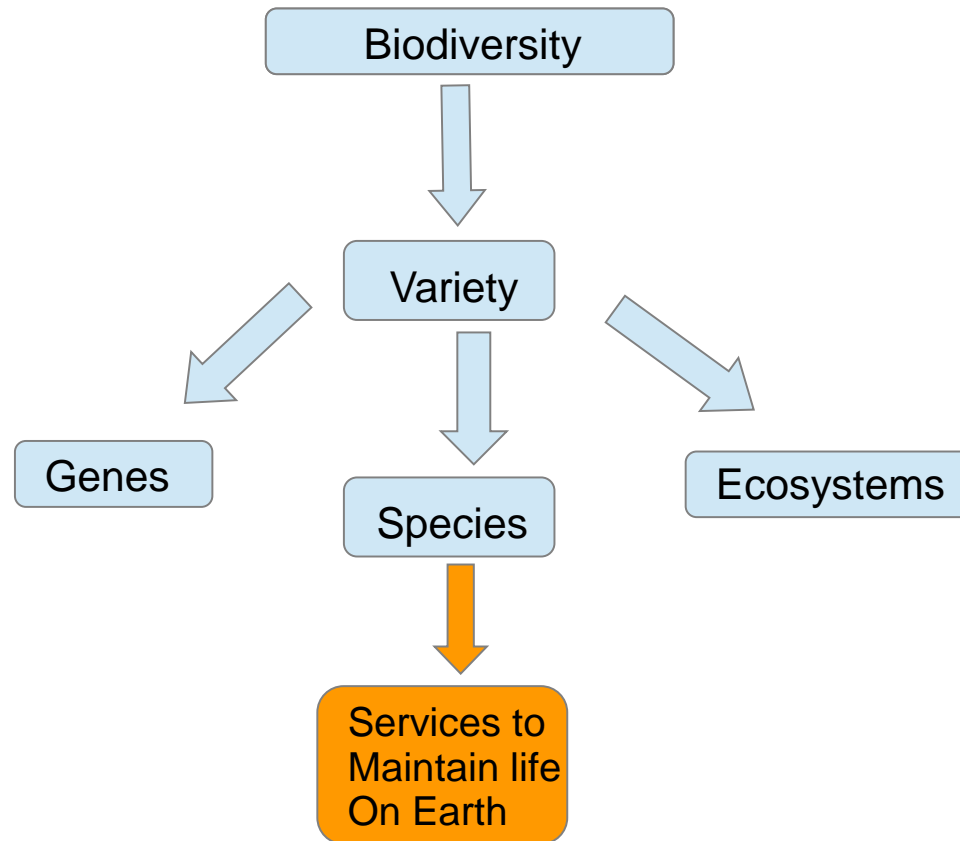 Biodiversity
Variety
Genes
Species
Ecosystems
Services to
Maintain life
On Earth